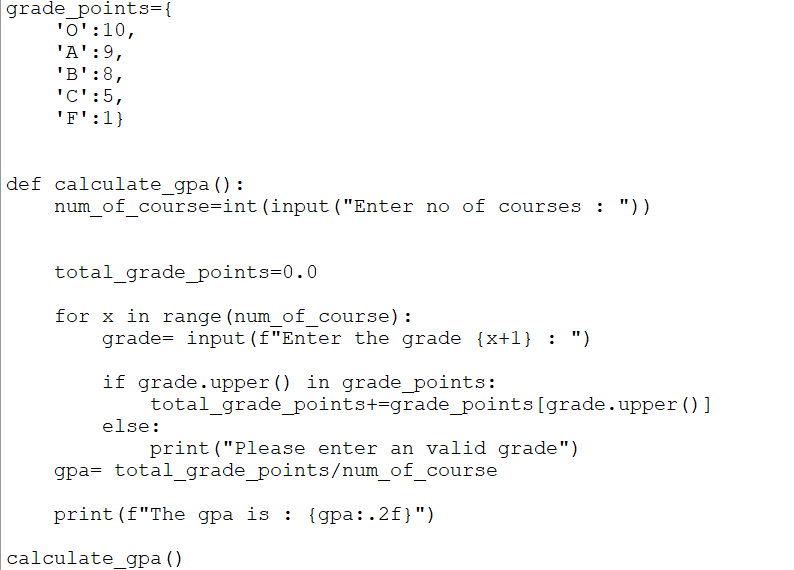 grade_points={
    'O':10,
    'A':9,
    'B':8,
    'C':5,
    'F':1}
def calculate_gpa():
    num_of_course=int(input("Enter no of courses : "))
    total_grade_points=0.0
    for x in range(num_of_course):
        grade= input(f"Enter the grade {x+1} : ")
        if grade.upper() in grade_points:
            total_grade_points+=grade_points[grade.upper()]
        else:
            print("Please enter an valid grade")
    gpa= total_grade_points/num_of_course
    print(f"The gpa is : {gpa:.2f}")
calculate_gpa()